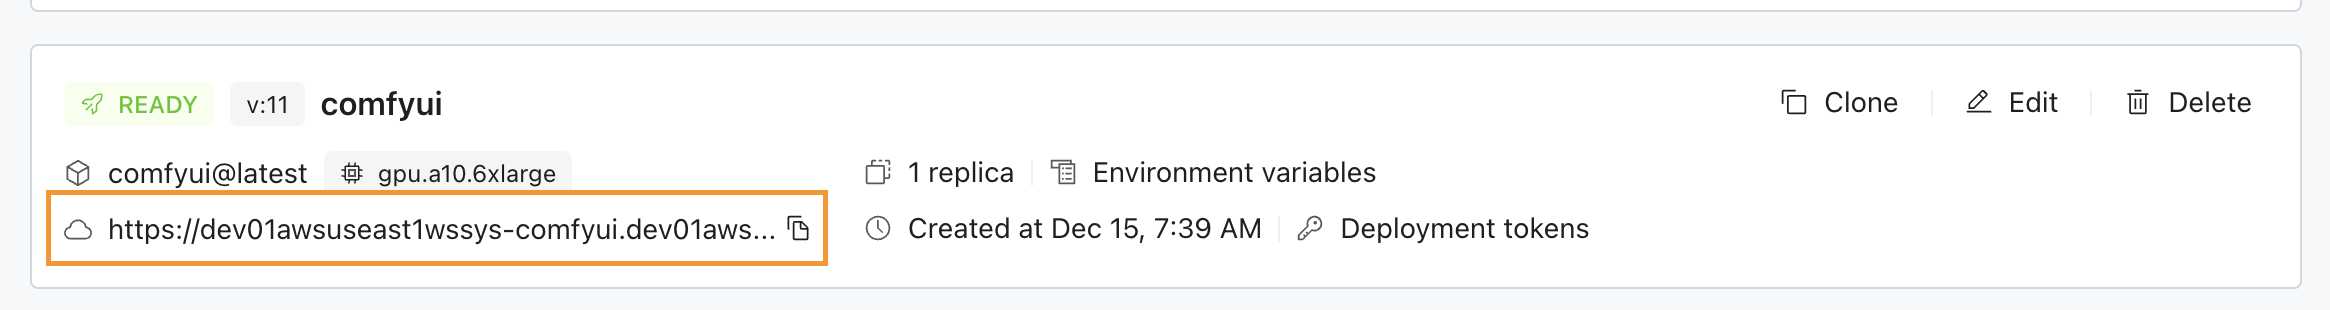 READY v:11 comfyui Clone Edit Delete
comfyui@latest gpu.a10.6xlarge 1 replica Environment variables
https://dev01awsuseast1wssys-comfyui.dev01aws... Created at Dec 15, 7:39 AM Deployment tokens